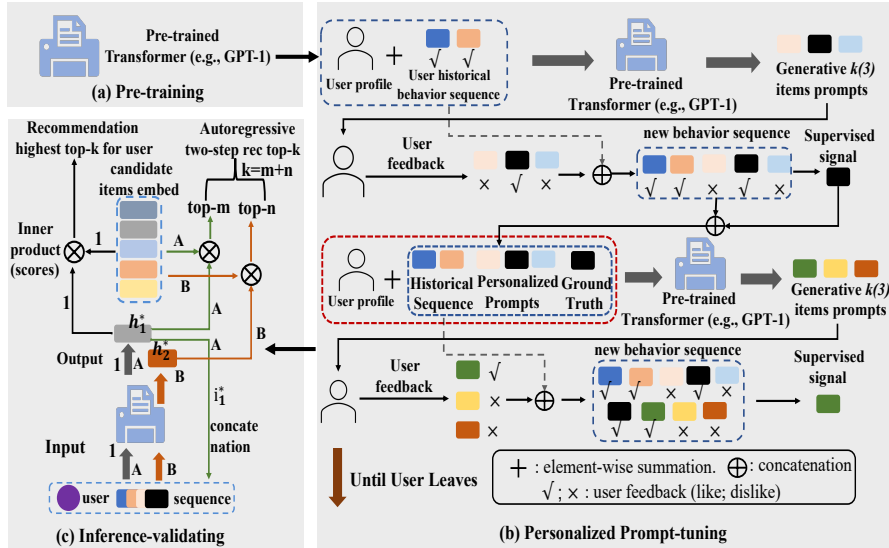 Pre-trained
Transformer (e.g., GPT-1)
(a) Pre-training
User profile
+
√ √
User historical
behavior sequence
Pre-trained
Transformer (e.g., GPT-1)
Generative k(3)
items prompts
User
feedback
× √ ×
new behavior sequence
√ √ × √ ×
Supervised
signal
User profile
+
Historical
Sequence
Personalized
Prompts
Ground
Truth
Pre-trained
Transformer (e.g., GPT-1)
Generative k(3)
items prompts
User
feedback
√
×
×
new behavior sequence
√ √ × √ ×
√ √ × ×
Supervised
signal
Until User Leaves
+ : element-wise summation. ⊕: concatenation
√ ; × : user feedback (like; dislike)
(b) Personalized Prompt-tuning
Recommendation
highest top-k for user
Autoregressive
two-step rec top-k
k=m+n
candidate
items embed
top-m top-n
Inner
product
(scores)
1
A
B
1
A
B
h*1
A
h*2
Output
1
A
B
i*1
concate
nation
Input
1
A
B
user sequence
(c) Inference-validating